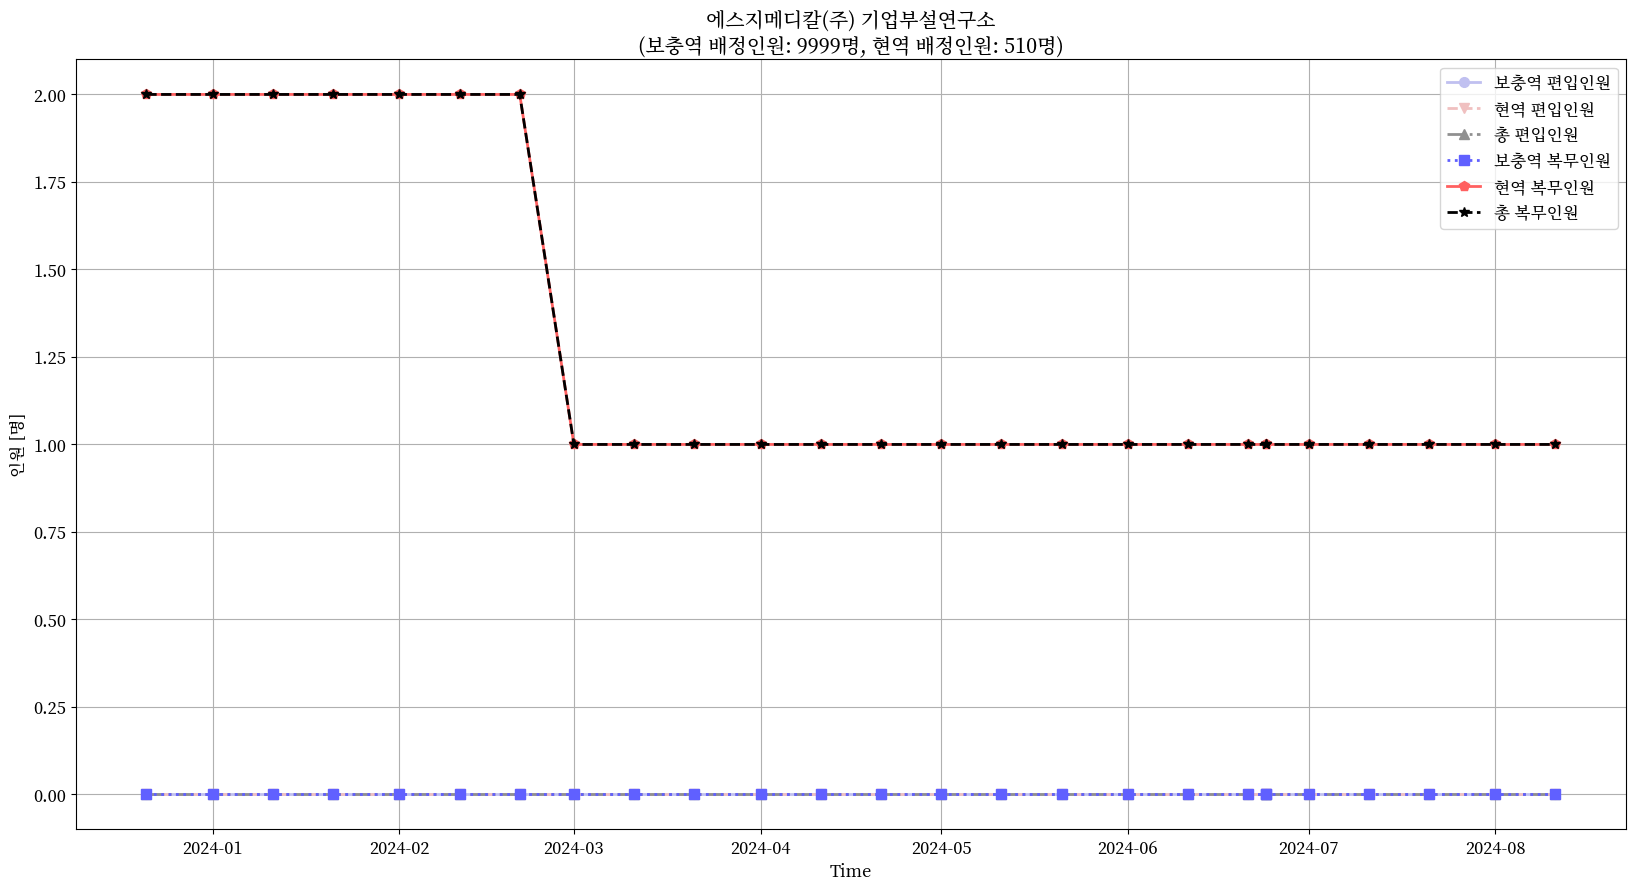 에스지메디칼(주) 기업부설연구소
(보충역 배정인원: 9999명, 현역 배정인원: 510명)
보충역 편입인원
현역 편입인원
총 편입인원
보충역 복무인원
현역 복무인원
총 복무인원
인원 [명]
2.00
1.75
1.50
1.25
1.00
0.75
0.50
0.25
0.00
2024-01
2024-02
2024-03
2024-04
2024-05
2024-06
2024-07
2024-08
Time